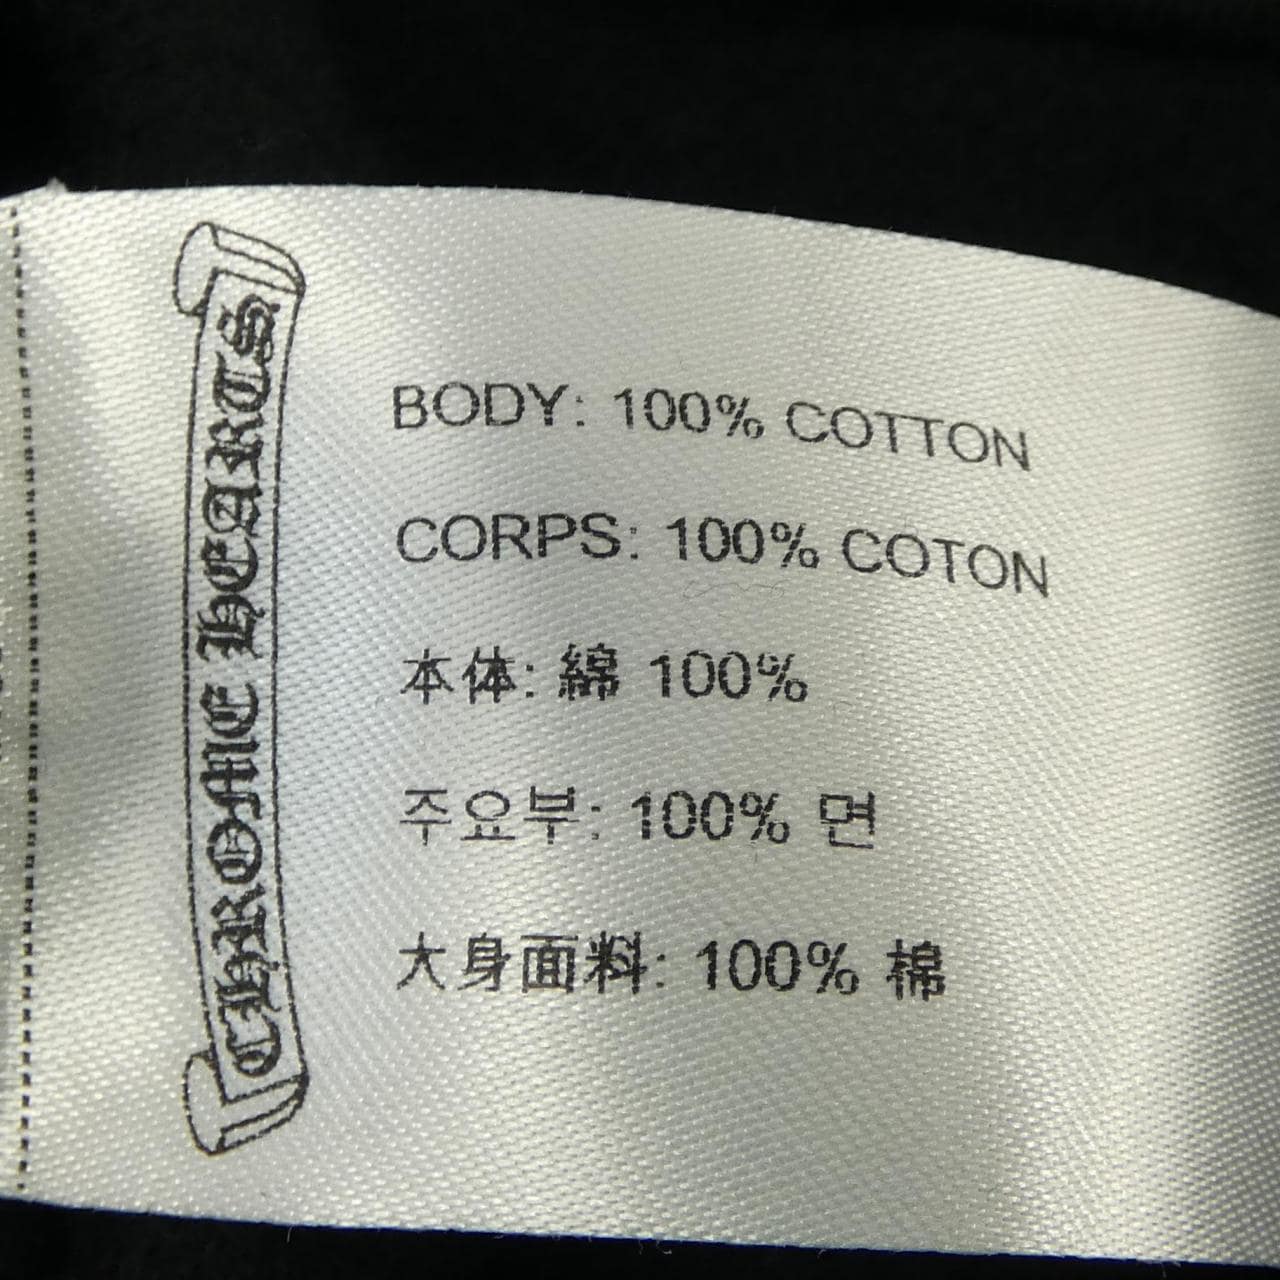 CHROME HEARTS
BODY: 100% COTTON
CORPS: 100% COTON
本体: 綿 100%
주요부: 100% 면
大身面料: 100% 棉